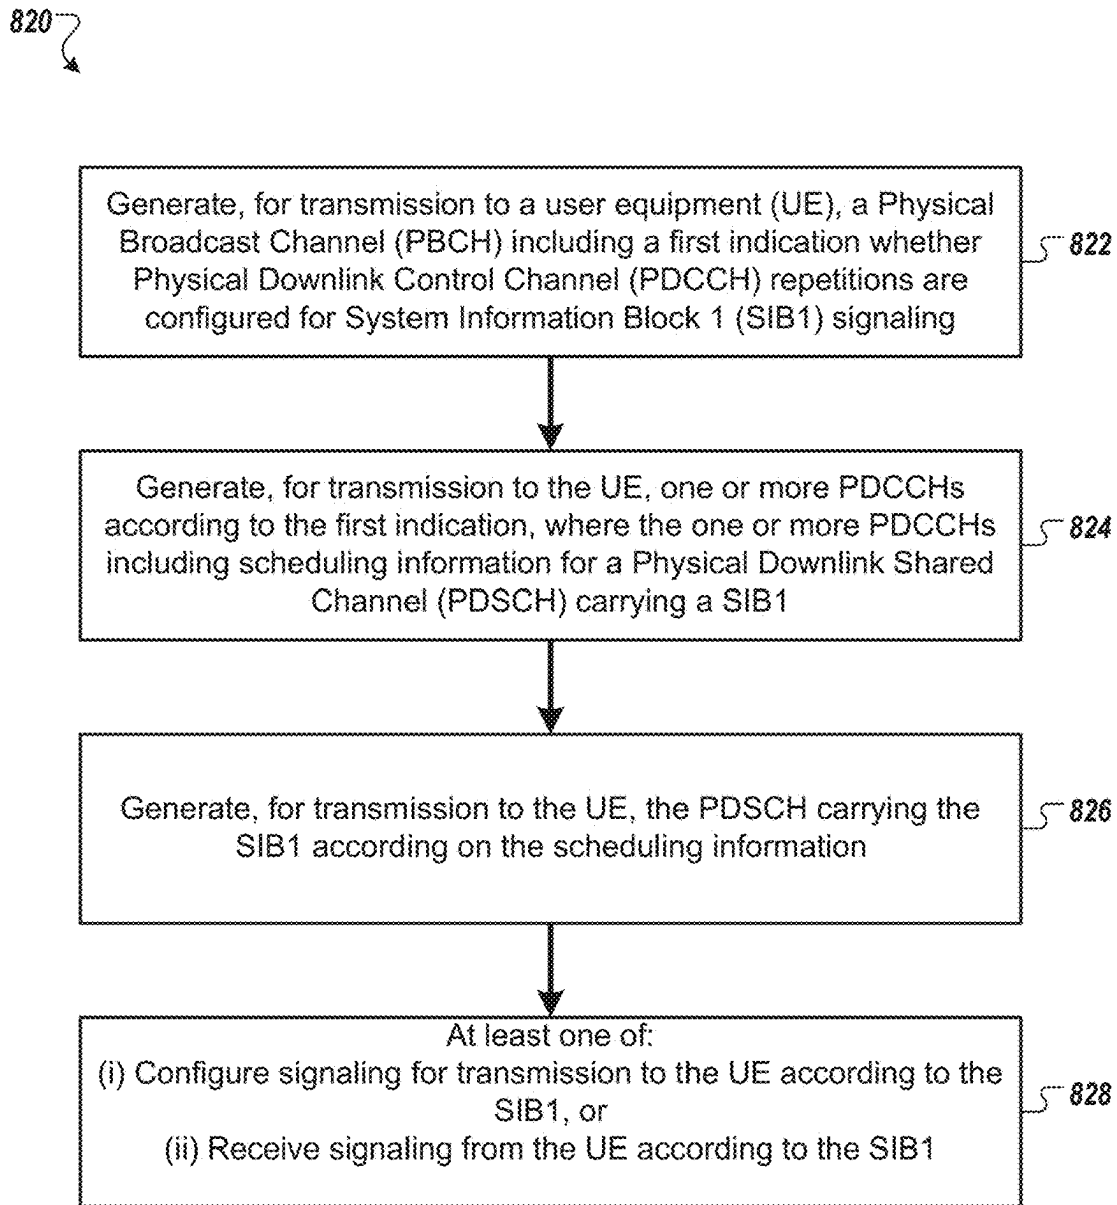 820
Generate, for transmission to a user equipment (UE), a Physical
Broadcast Channel (PBCH) including a first indication whether
Physical Downlink Control Channel (PDCCH) repetitions are
configured for System Information Block 1 (SIB1) signaling
822
Generate, for transmission to the UE, one or more PDCCHs
according to the first indication, where the one or more PDCCHs
including scheduling information for a Physical Downlink Shared
Channel (PDSCH) carrying a SIB1
824
Generate, for transmission to the UE, the PDSCH carrying the
SIB1 according on the scheduling information
826
At least one of:
(i) Configure signaling for transmission to the UE according to the
SIB1, or
(ii) Receive signaling from the UE according to the SIB1
828